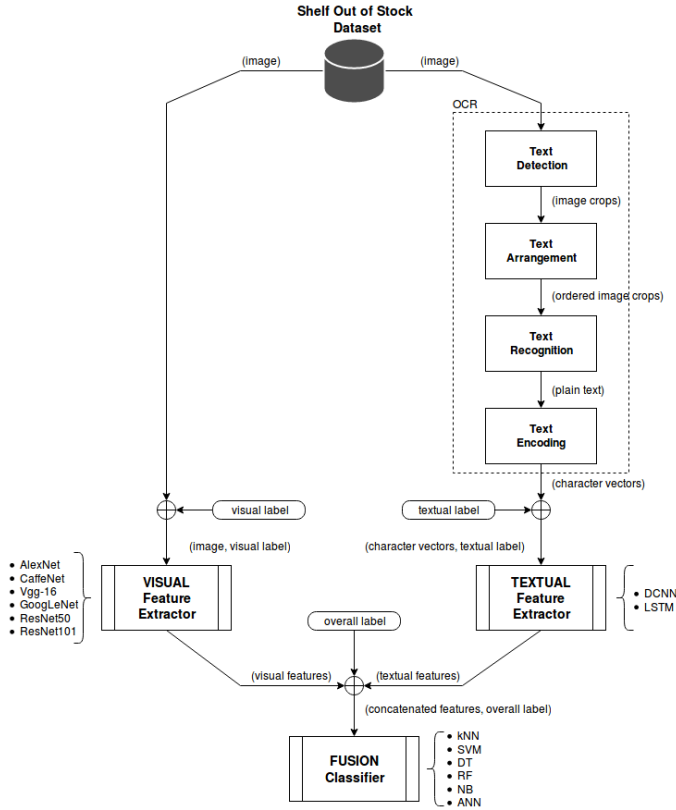 Shelf Out of Stock
Dataset
(image)
(image)
OCR
Text
Detection
(image crops)
Text
Arrangement
(ordered image crops)
Text
Recognition
(plain text)
Text
Encoding
(character vectors)
visual label
textual label
(image, visual label)
(character vectors, textual label)
• AlexNet
• CaffeNet
• Vgg-16
• GoogLeNet
• ResNet50
• ResNet101
VISUAL
Feature
Extractor
TEXTUAL
Feature
Extractor
• DCNN
• LSTM
overall label
(visual features)
(textual features)
(concatenated features, overall label)
FUSION
Classifier
• kNN
• SVM
• DT
• RF
• NB
• ANN